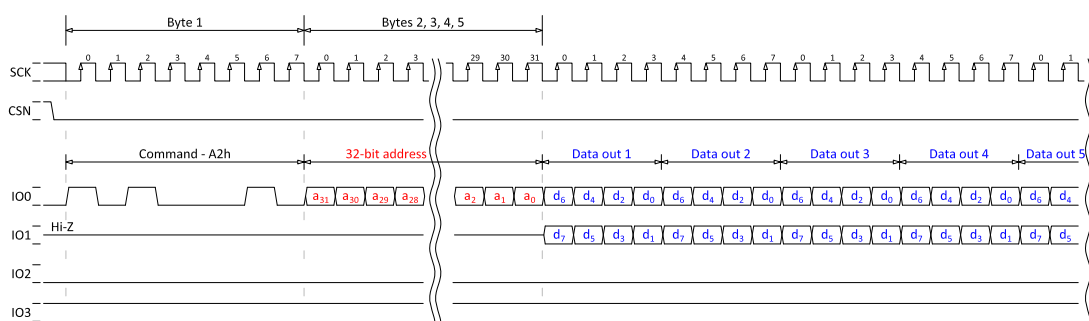 Byte 1 Bytes 2, 3, 4, 5
0 1 2 3 4 5 6 7 0 1 2 3 29 30 31 0 1 2 3 4 5 6 7 0 1 2 3 4 5 6 7 0 1
SCK
CSN
Command - A2h 32-bit address Data out 1 Data out 2 Data out 3 Data out 4 Data out 5
IO0 a31 a30 a29 a28 a2 a1 a0 d6 d4 d2 d0 d6 d4 d2 d0 d6 d4 d2 d0 d6 d4 d2 d0 d6 d4
IO1 Hi-Z d7 d5 d3 d1 d7 d5 d3 d1 d7 d5 d3 d1 d7 d5 d3 d1 d7 d5
IO2
IO3